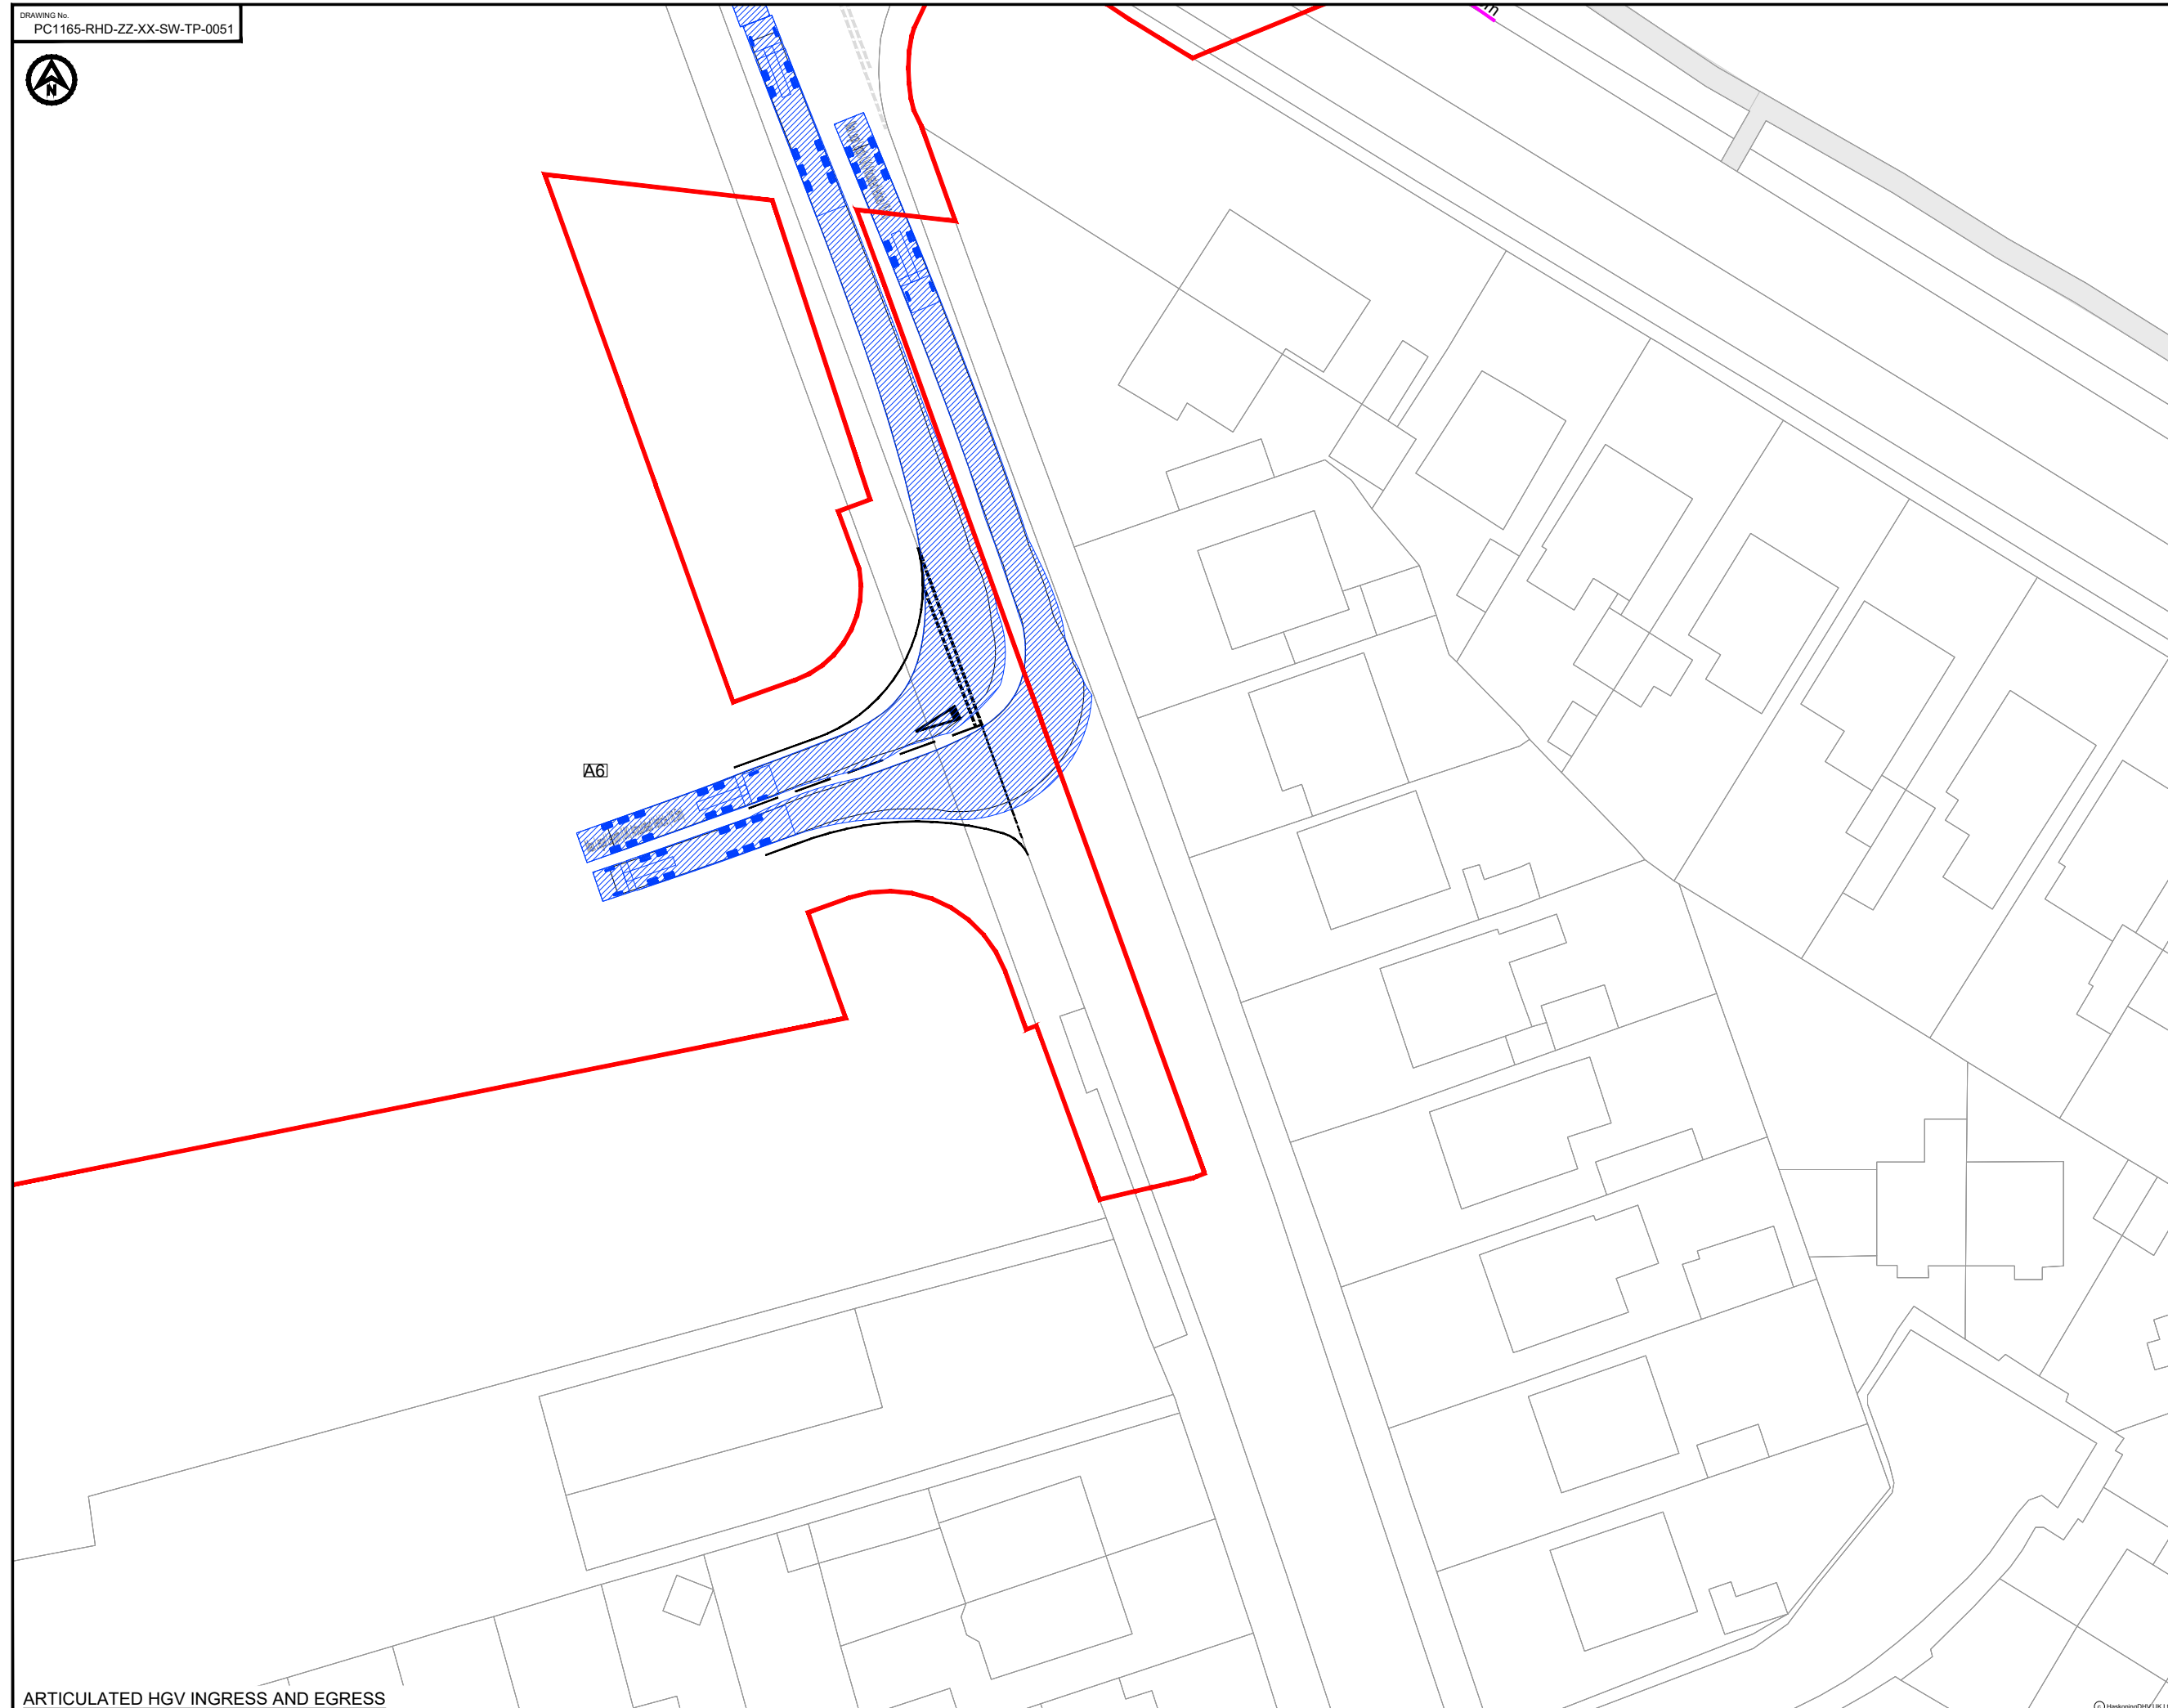 DRAWING No.
PC1165-RHD-ZZ-XX-SW-TP-0051
N
A6
ARTICULATED HGV INGRESS AND EGRESS